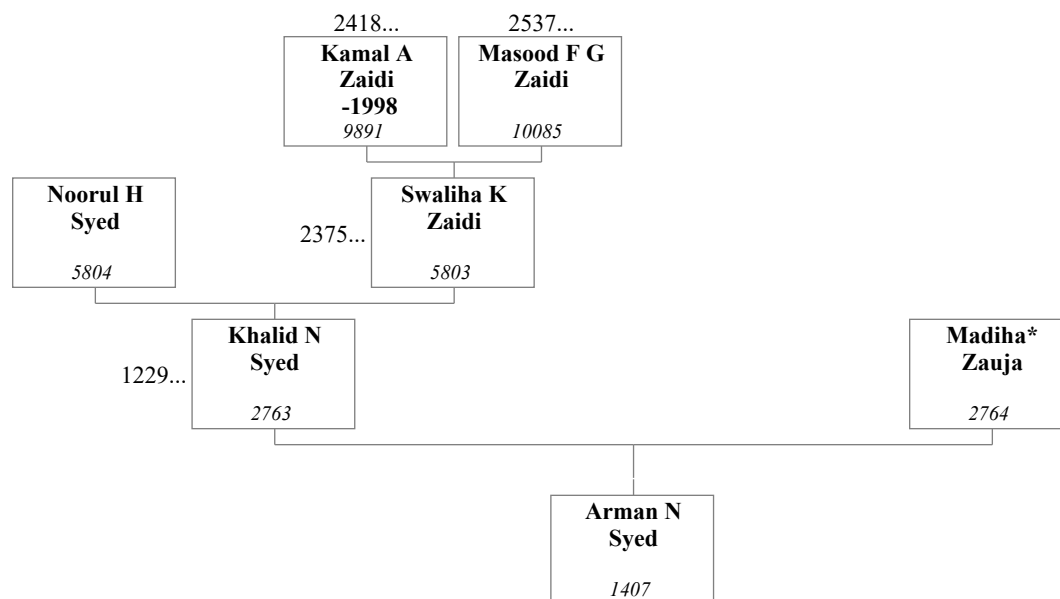 2418...
2537...
Kamal A
Zaidi
-1998
9891
Masood F G
Zaidi
10085
Noorul H
Syed
5804
2375...
Swaliha K
Zaidi
5803
1229...
Khalid N
Syed
2763
Madiha*
Zauja
2764
Arman N
Syed
1407